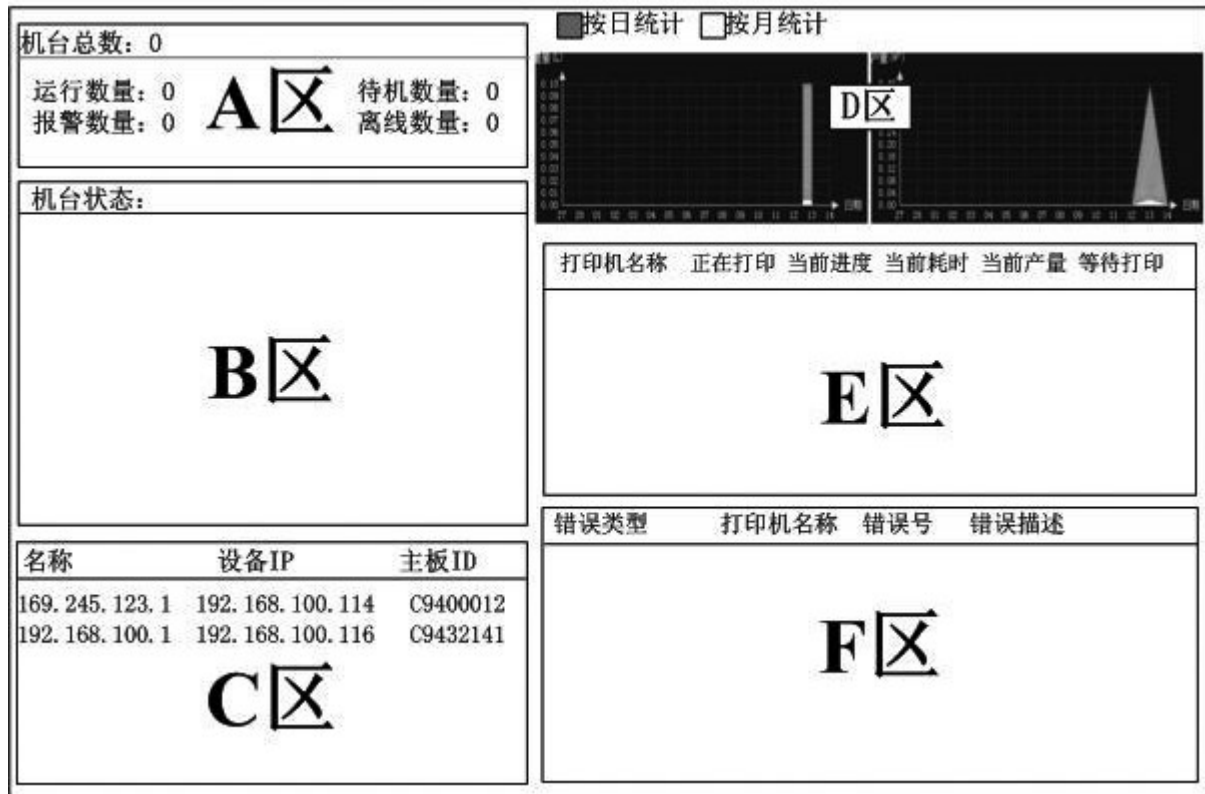 机台总数：0
运行数量：0
待机数量：0
报警数量：0
离线数量：0
A区
机台状态：
B区
名称 设备IP 主板ID
169.245.123.1 192.168.100.114 C9400012
192.168.100.1 192.168.100.116 C9432141
C区
按日统计 按月统计
D区
打印机名称 正在打印 当前进度 当前耗时 当前产量 等待打印
E区
错误类型 打印机名称 错误号 错误描述
F区